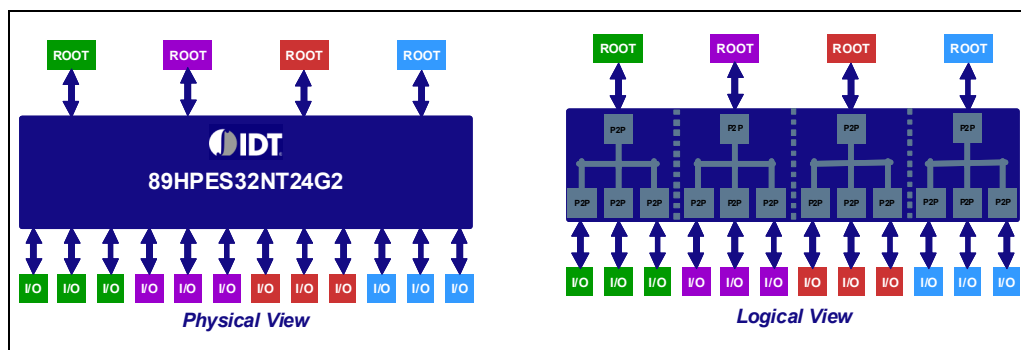 ROOT ROOT ROOT ROOT
IDT
89HPES32NT24G2
I/O I/O I/O I/O I/O I/O I/O I/O I/O I/O I/O I/O
Physical View
ROOT ROOT ROOT ROOT
P2P P2P P2P P2P
P2P P2P P2P P2P P2P P2P P2P P2P P2P P2P P2P P2P
I/O I/O I/O I/O I/O I/O I/O I/O I/O I/O I/O I/O
Logical View